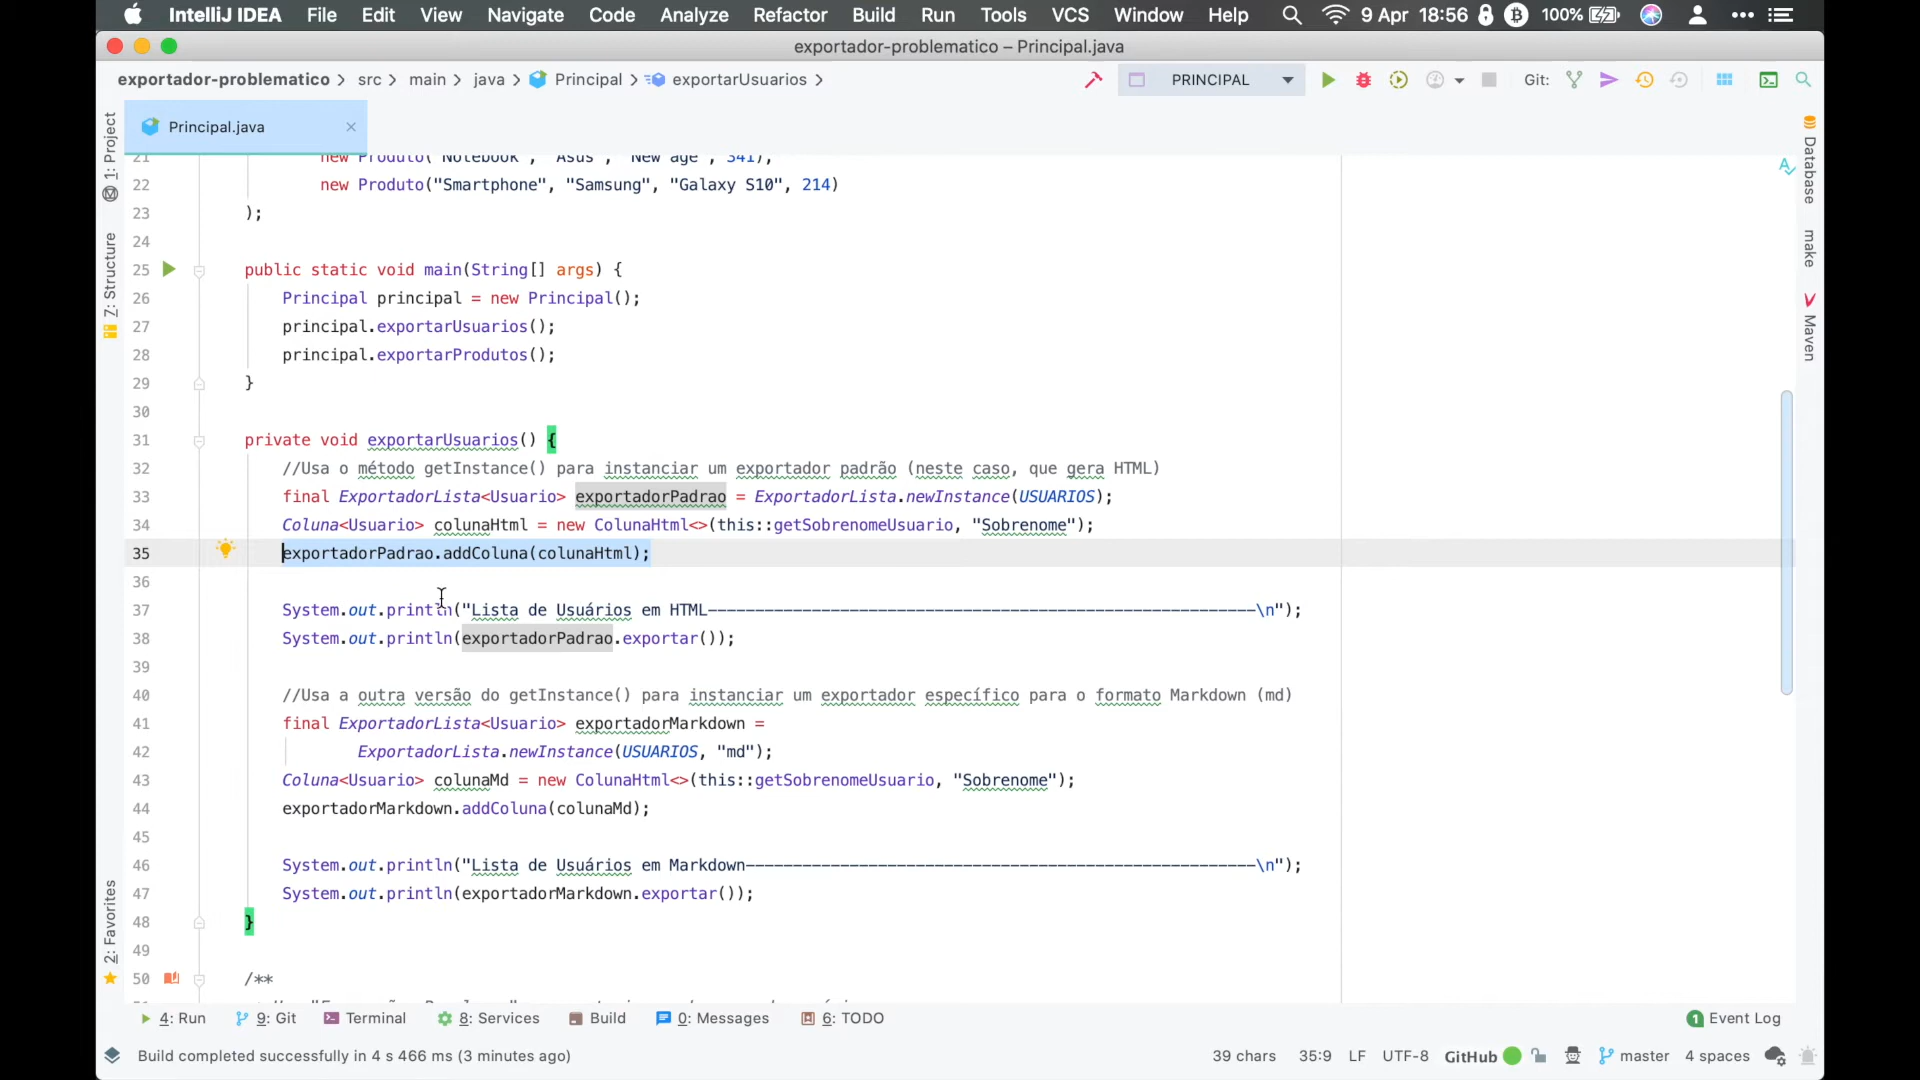 IntelliJ IDEA File Edit View Navigate Code Analyze Refactor Build Run Tools VCS Window Help 9 Apr 18:56 100%
exportador-problematico – Principal.java
exportador-problematico src main java Principal exportarUsuarios PRINCIPAL Git:
Principal.java
1: Project
7: Structure
2: Favorites
Database
make
Maven
21 new Produto("Notebook", "Asus", "New age", 341),
22 new Produto("Smartphone", "Samsung", "Galaxy S10", 214)
23 );
24
25 public static void main(String[] args) {
26 Principal principal = new Principal();
27 principal.exportarUsuarios();
28 principal.exportarProdutos();
29 }
30
31 private void exportarUsuarios() {
32 //Usa o método getInstance() para instanciar um exportador padrão (neste caso, que gera HTML)
33 final ExportadorLista<Usuario> exportadorPadrao = ExportadorLista.newInstance(USUARIOS);
34 Coluna<Usuario> colunaHtml = new ColunaHtml<>(this::getSobrenomeUsuario, "Sobrenome");
35 exportadorPadrao.addColuna(colunaHtml);
36
37 System.out.println("Lista de Usuários em HTML----------------------------------------------------------\n");
38 System.out.println(exportadorPadrao.exportar());
39
40 //Usa a outra versão do getInstance() para instanciar um exportador específico para o formato Markdown (md)
41 final ExportadorLista<Usuario> exportadorMarkdown =
42 ExportadorLista.newInstance(USUARIOS, "md");
43 Coluna<Usuario> colunaMd = new ColunaHtml<>(this::getSobrenomeUsuario, "Sobrenome");
44 exportadorMarkdown.addColuna(colunaMd);
45
46 System.out.println("Lista de Usuários em Markdown------------------------------------------------------\n");
47 System.out.println(exportadorMarkdown.exportar());
48 }
49
50 /**
4: Run 9: Git Terminal 8: Services Build 0: Messages 6: TODO 1 Event Log
Build completed successfully in 4 s 466 ms (3 minutes ago) 39 chars 35:9 LF UTF-8 GitHub master 4 spaces